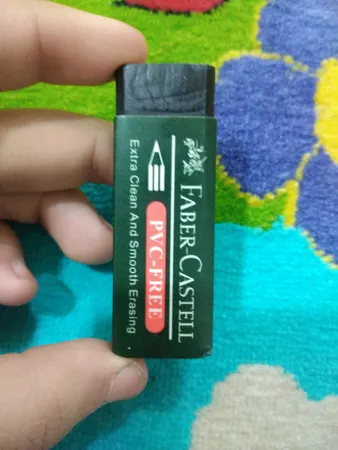 FABER-CASTELL
PVC-FREE
Extra Clean And Smooth Erasing